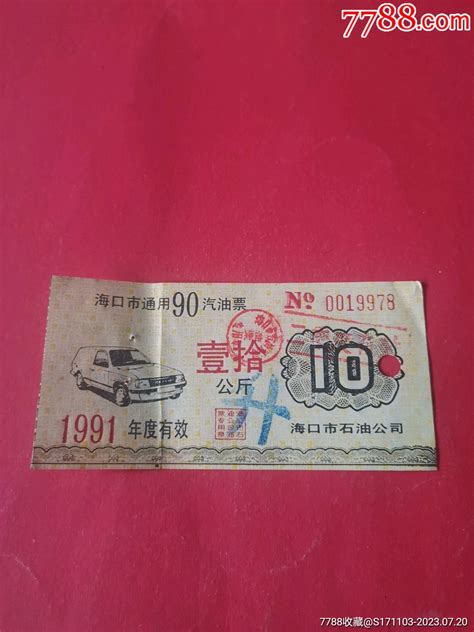 7788.com
海口市通用90汽油票
No 0019978
壹拾
公斤
10
升
1991 年度有效
海口市石油公司
7788收藏@S171103-2023.07.20